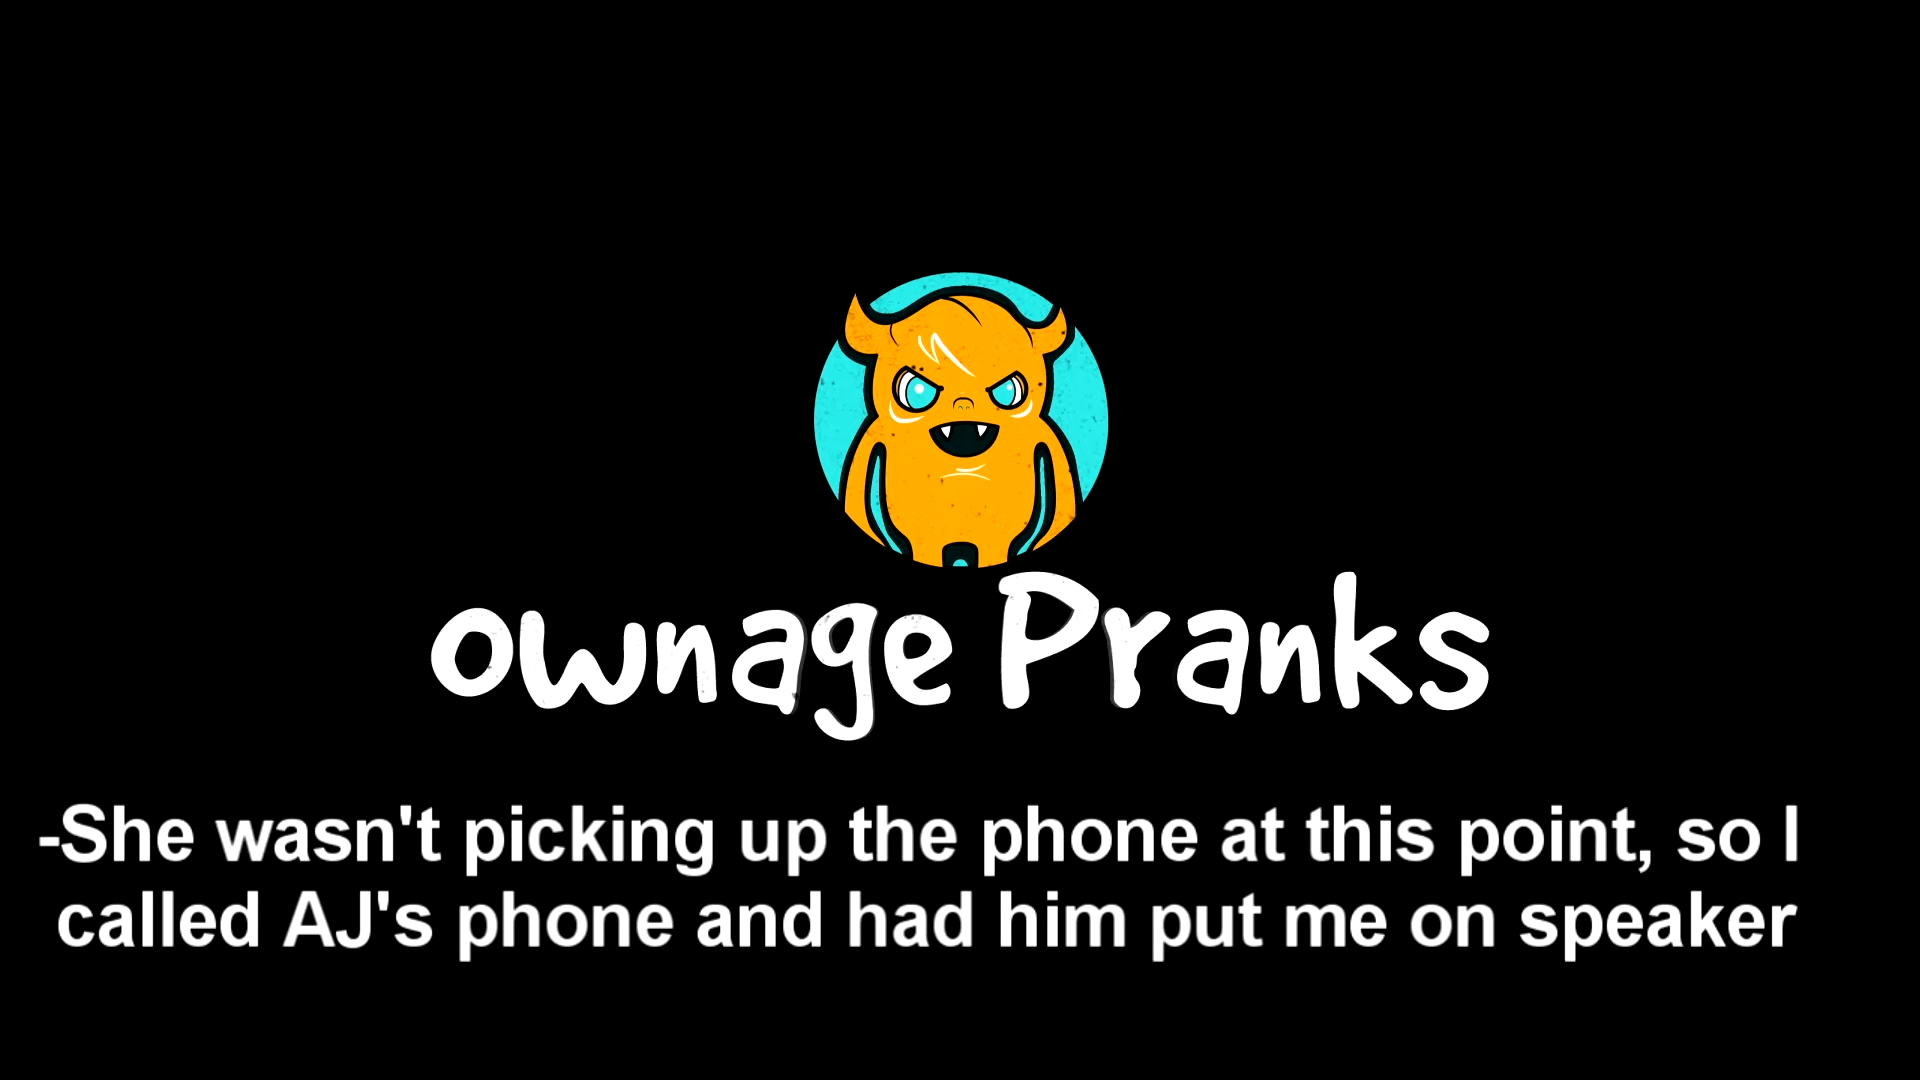 ownage Pranks
-She wasn't picking up the phone at this point, so I
called AJ's phone and had him put me on speaker